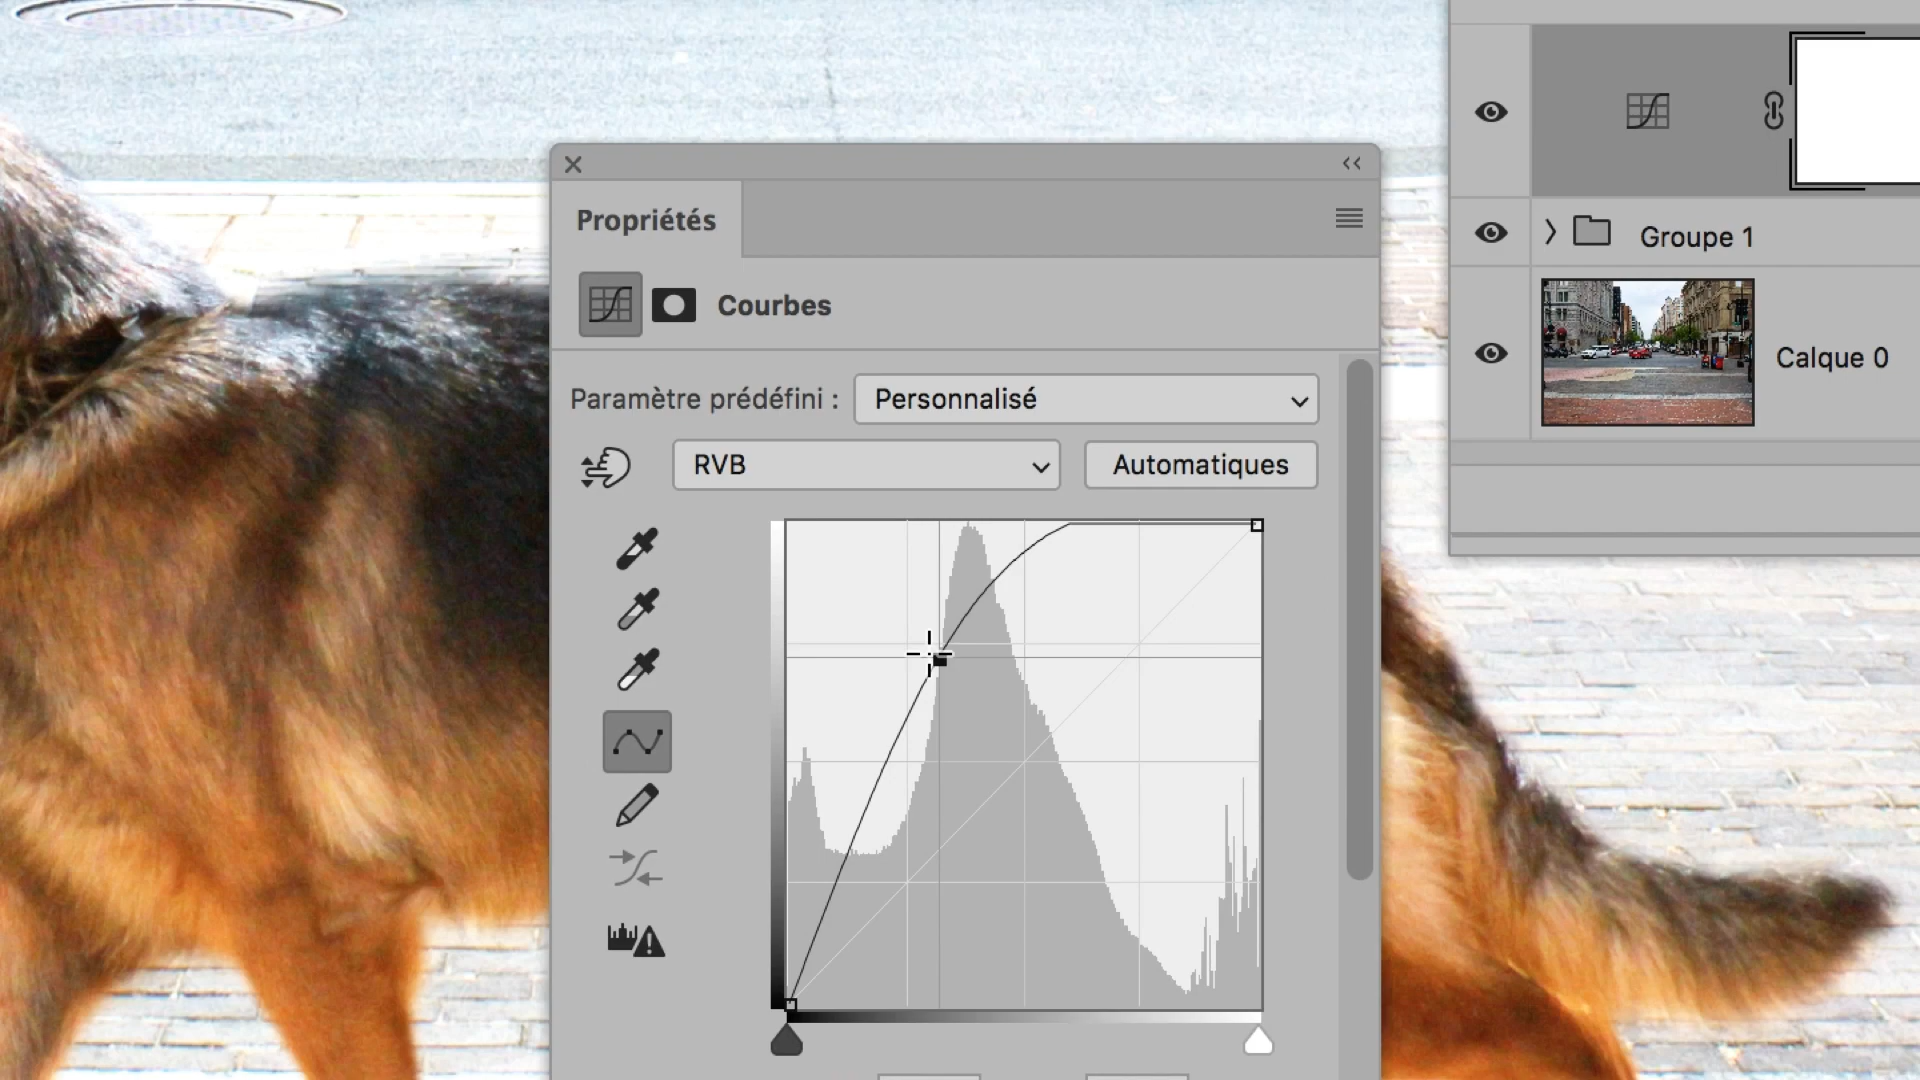 Propriétés
Courbes
Paramètre prédéfini : Personnalisé
RVB Automatiques
Groupe 1
Calque 0